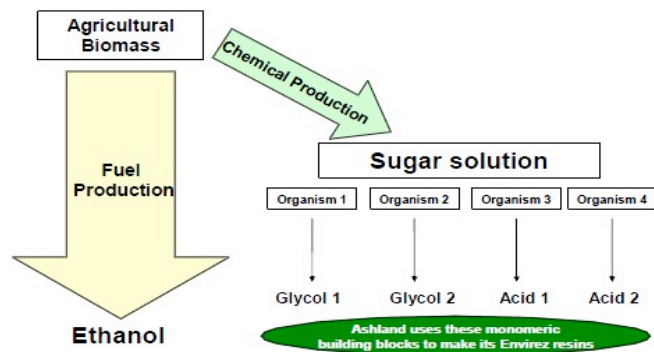 Agricultural
Biomass
Chemical Production
Fuel
Production
Sugar solution
Organism 1
Organism 2
Organism 3
Organism 4
Glycol 1
Glycol 2
Acid 1
Acid 2
Ethanol
Ashland uses these monomeric
building blocks to make its Envirez resins